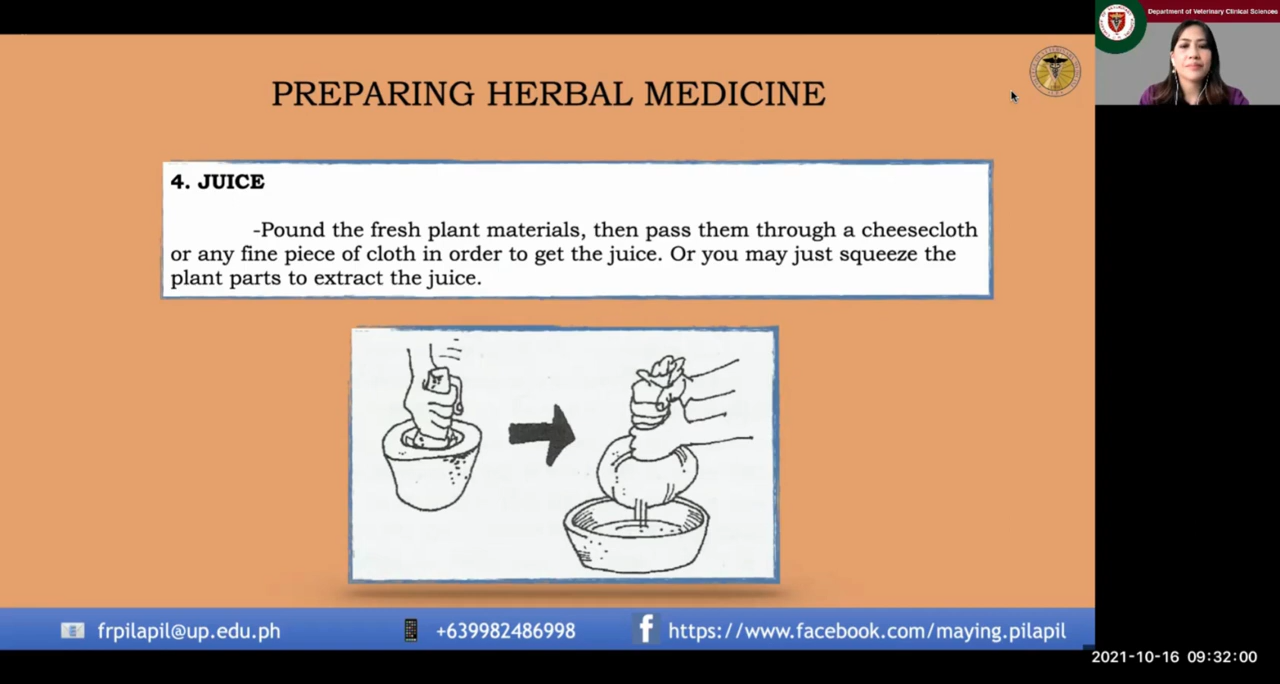 Department of Veterinary Clinical Sciences
PREPARING HERBAL MEDICINE
4. JUICE
-Pound the fresh plant materials, then pass them through a cheesecloth
or any fine piece of cloth in order to get the juice. Or you may just squeeze the
plant parts to extract the juice.
frpilapil@up.edu.ph
+639982486998
https://www.facebook.com/maying.pilapil
2021-10-16 09:32:00